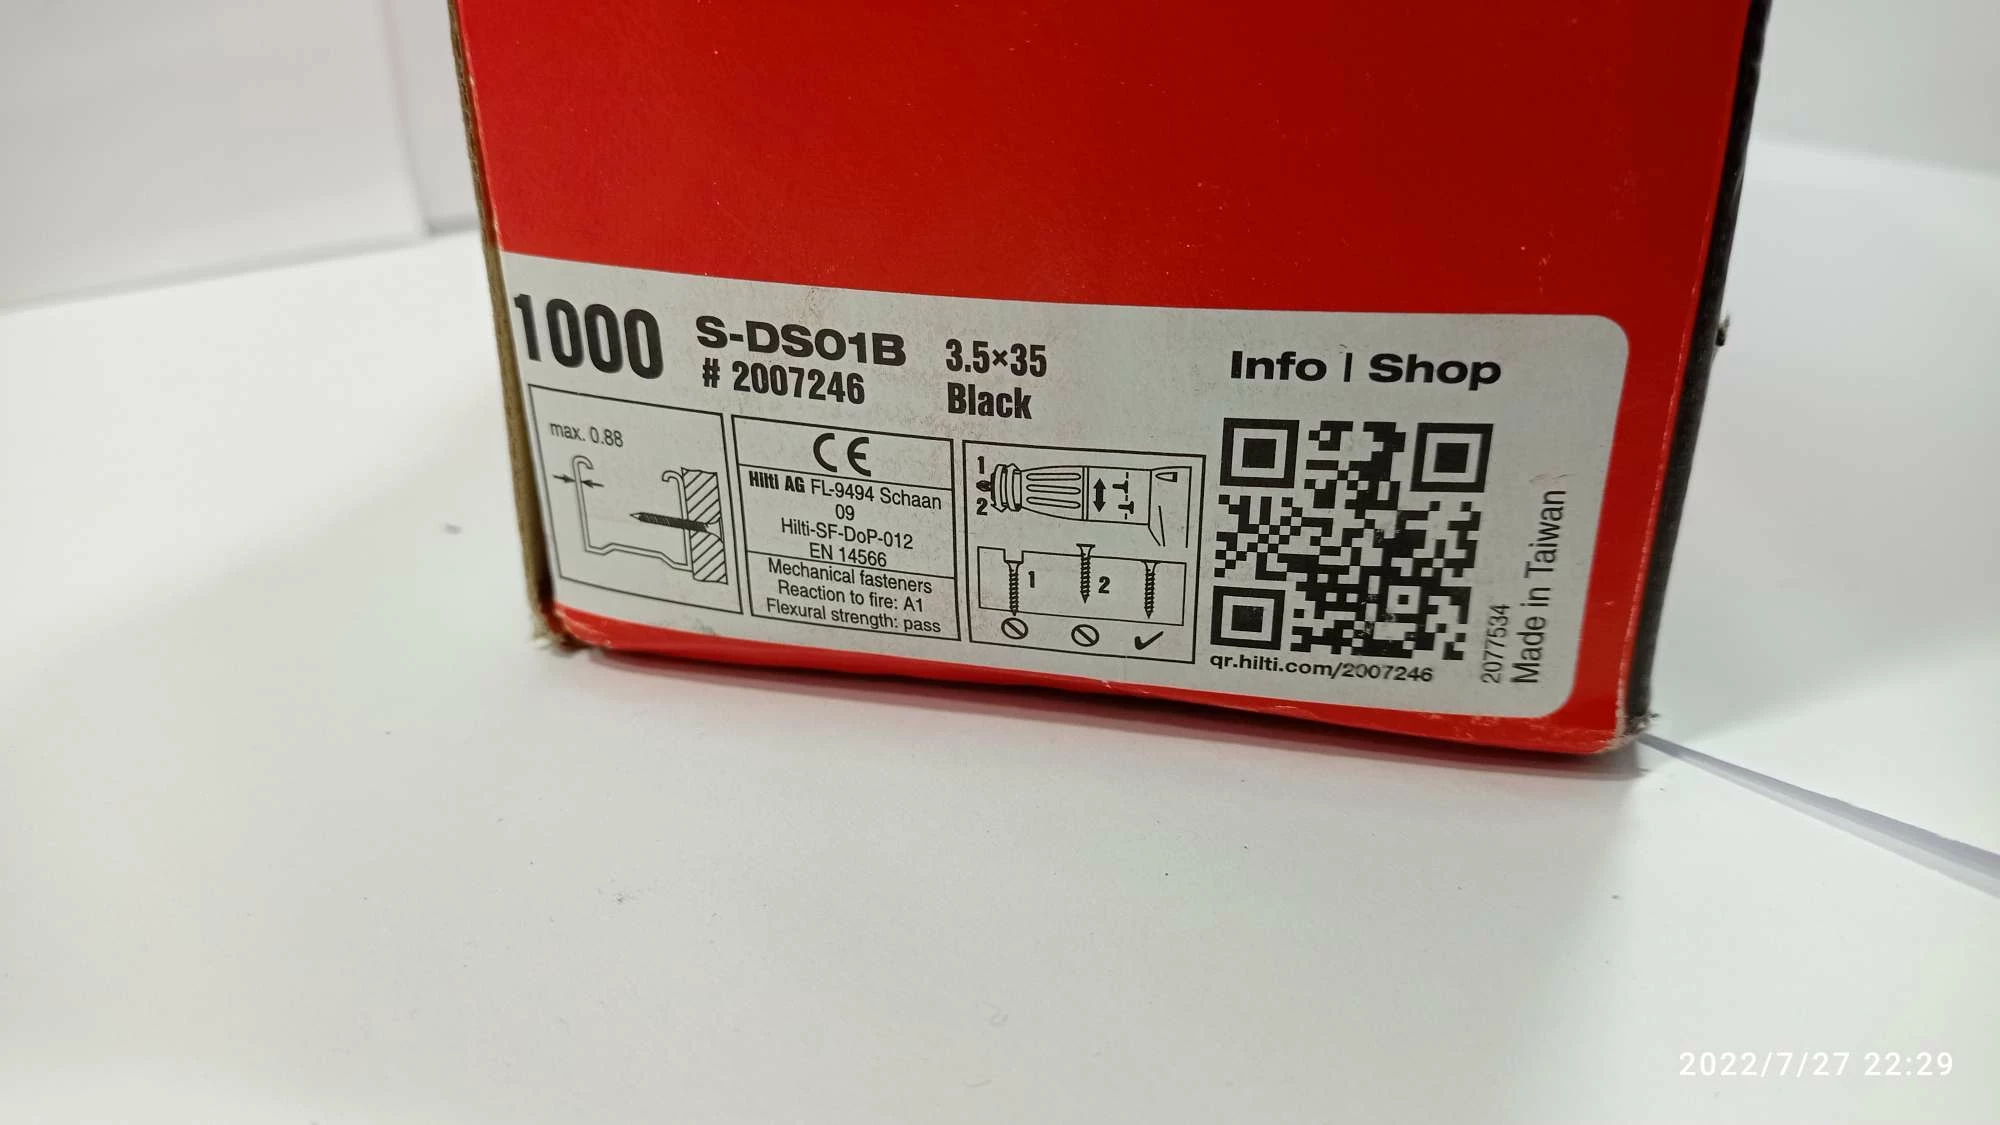 1000
S-DS01B
# 2007246
3.5×35
Black
Info | Shop
max. 0.88
CE
Hilti AG FL-9494 Schaan
09
Hilti-SF-DoP-012
EN 14566
Mechanical fasteners
Reaction to fire: A1
Flexural strength: pass
1
2
1
2
qr.hilti.com/2007246
2077534
Made in Taiwan
2022/7/27 22:29